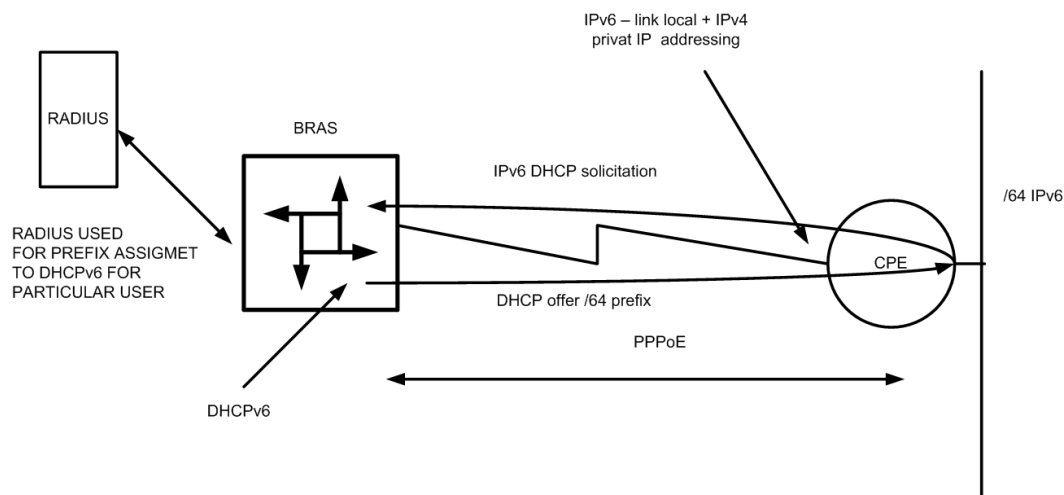 IPv6 – link local + IPv4
privat IP addressing
RADIUS
BRAS
IPv6 DHCP solicitation
/64 IPv6
RADIUS USED
FOR PREFIX ASSIGMET
TO DHCPv6 FOR
PARTICULAR USER
CPE
DHCP offer /64 prefix
PPPoE
DHCPv6